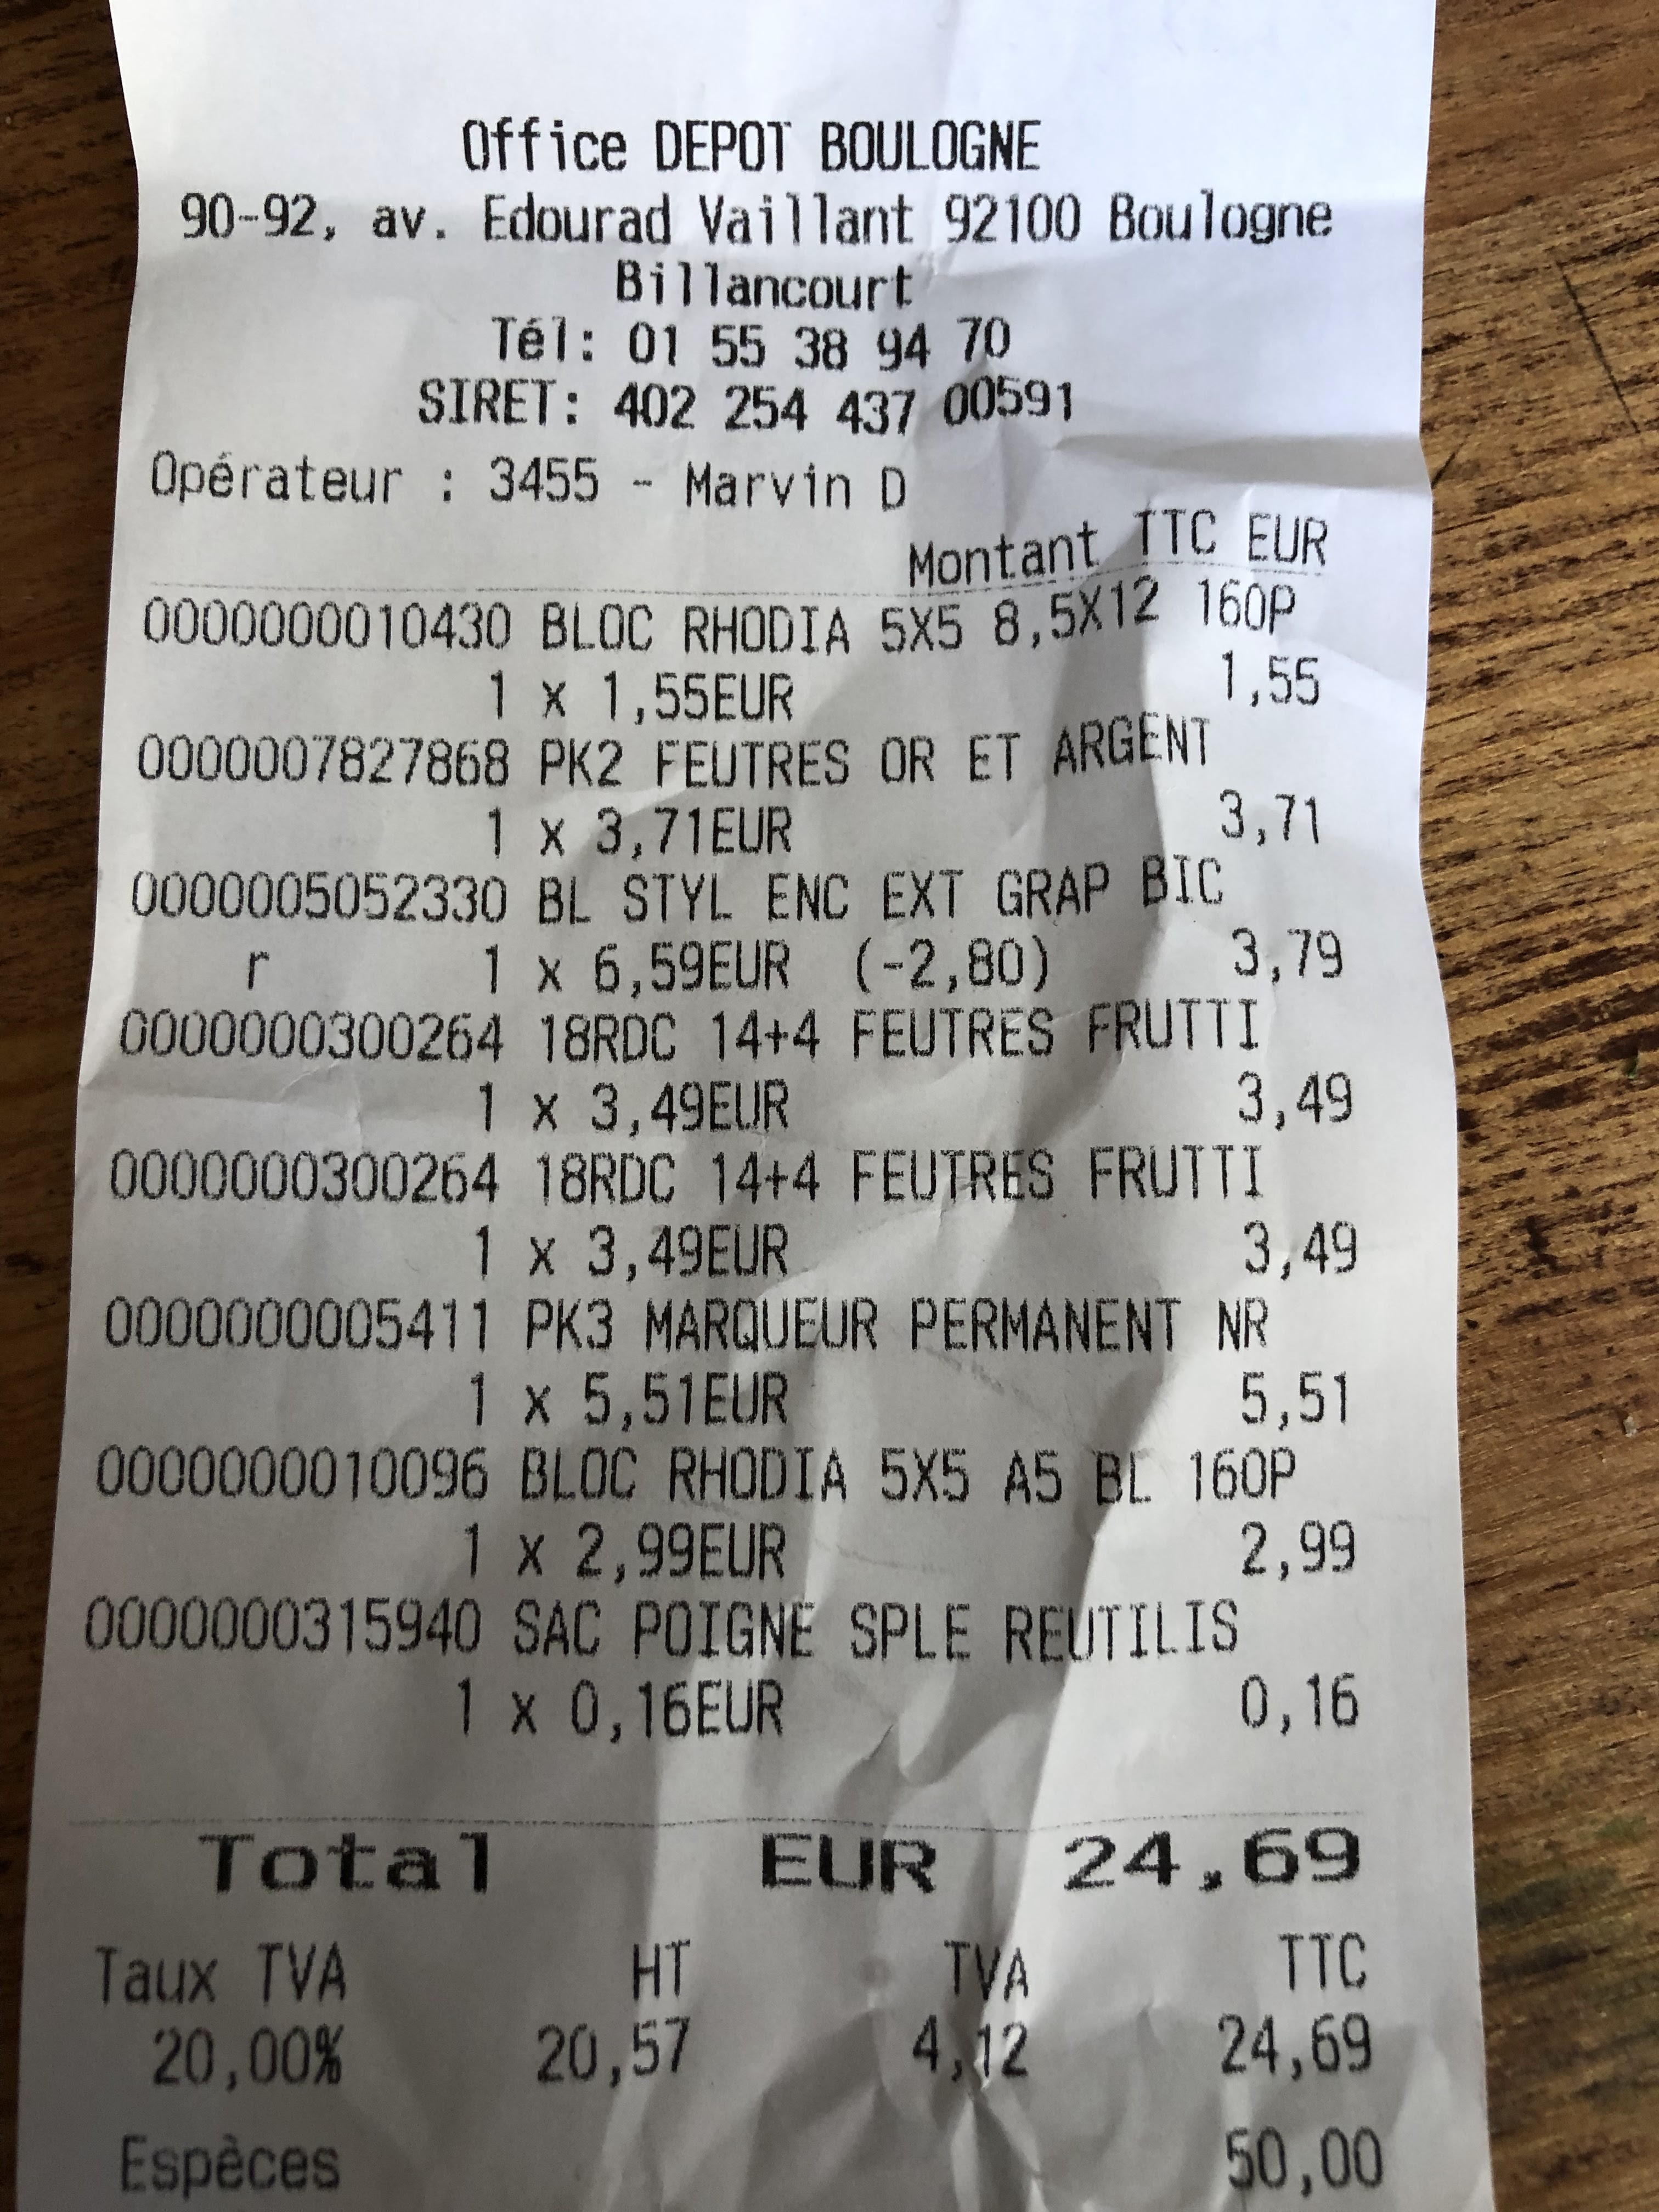 Office DEPOT BOULOGNE
90-92, av. Edourad Vaillant 92100 Boulogne
Billancourt
Tél: 01 55 38 94 70
SIRET: 402 254 437 00591
Opérateur : 3455 - Marvin D
Montant TTC EUR
0000000010430 BLOC RHODIA 5X5 8,5X12 160P
1 x 1,55EUR 1,55
0000007827868 PK2 FEUTRES OR ET ARGENT
1 x 3,71EUR 3,71
0000005052330 BL STYL ENC EXT GRAP BIC
r 1 x 6,59EUR (-2,80) 3,79
0000000300264 18RDC 14+4 FEUTRES FRUTTI
1 x 3,49EUR 3,49
0000000300264 18RDC 14+4 FEUTRES FRUTTI
1 x 3,49EUR 3,49
0000000005411 PK3 MARQUEUR PERMANENT NR
1 x 5,51EUR 5,51
0000000010096 BLOC RHODIA 5X5 A5 BL 160P
1 x 2,99EUR 2,99
0000000315940 SAC POIGNE SPLE REUTILIS
1 x 0,16EUR 0,16
Total EUR 24,69
Taux TVA HT TVA TTC
20,00% 20,57 4,12 24,69
Espèces 50,00